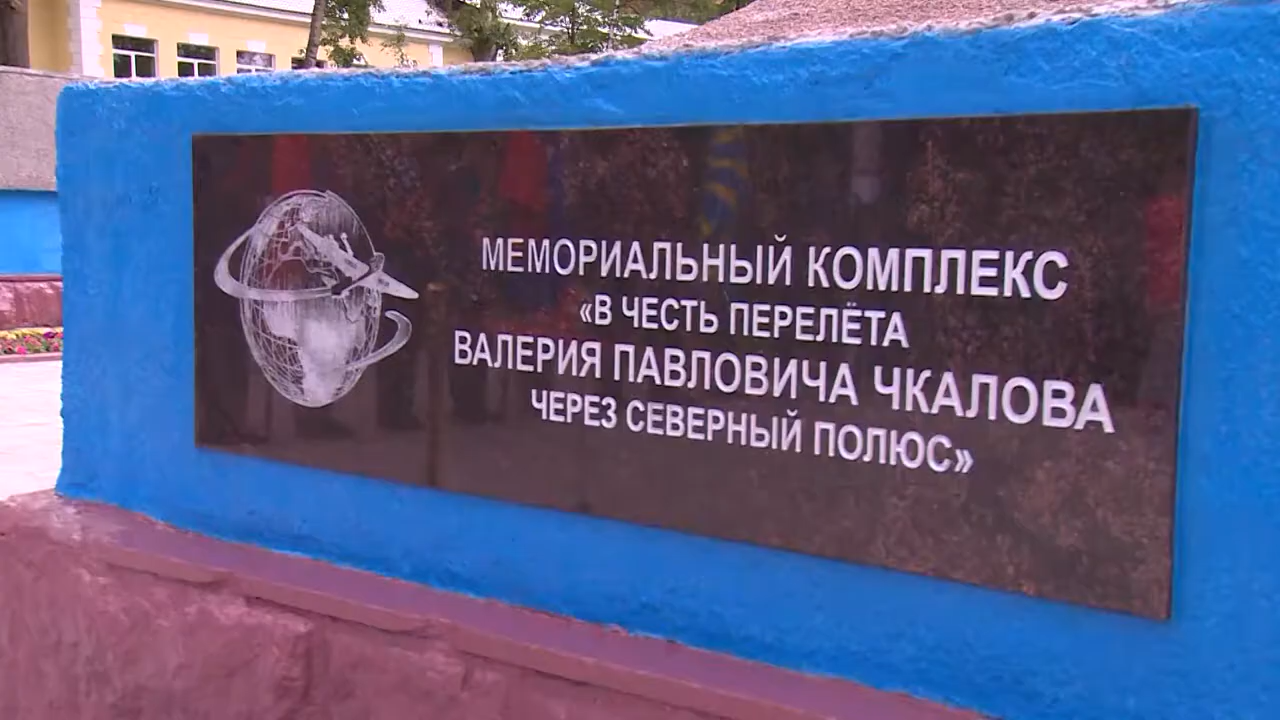 МЕМОРИАЛЬНЫЙ КОМПЛЕКС
«В ЧЕСТЬ ПЕРЕЛЁТА
ВАЛЕРИЯ ПАВЛОВИЧА ЧКАЛОВА
ЧЕРЕЗ СЕВЕРНЫЙ ПОЛЮС»